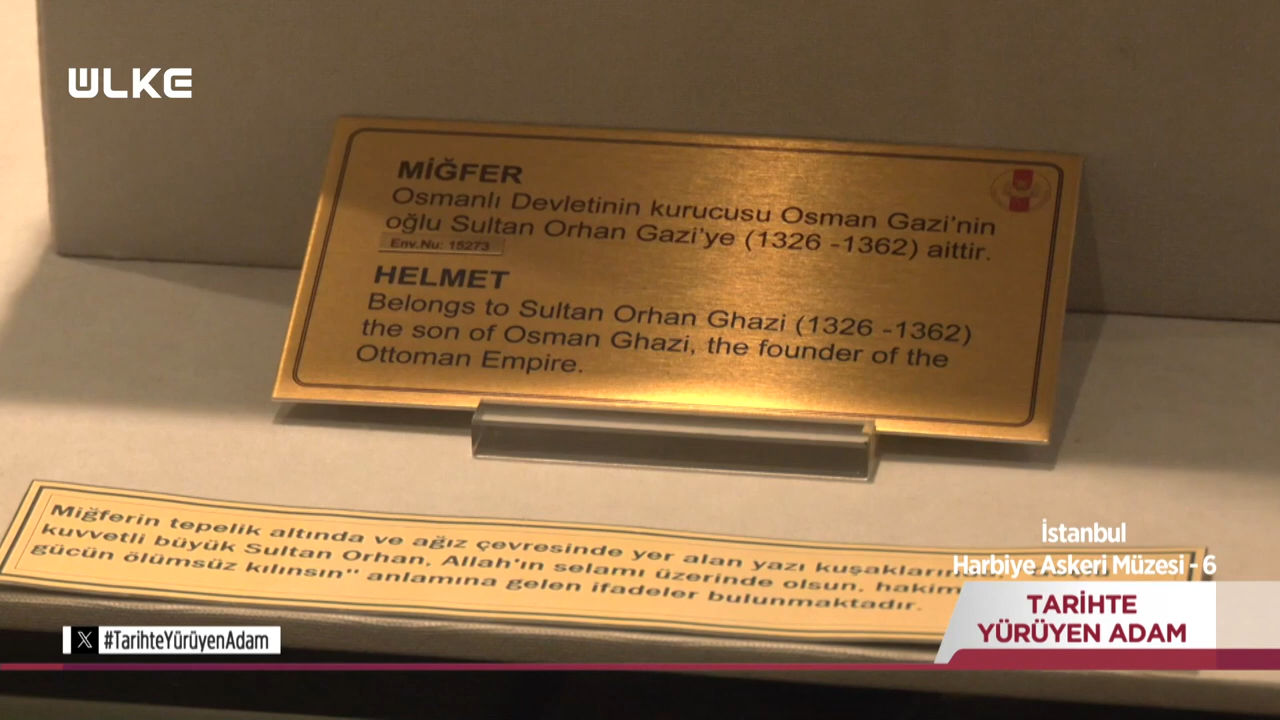 ÜLKE
MİĞFER
Osmanlı Devletinin kurucusu Osman Gazi'nin
oğlu Sultan Orhan Gazi'ye (1326 -1362) aittir.
Env.Nu: 15273
HELMET
Belongs to Sultan Orhan Ghazi (1326 -1362)
the son of Osman Ghazi, the founder of the
Ottoman Empire.
Miğferin tepelik altında ve ağız çevresinde yer alan yazı
kuvvetli büyük Sultan Orhan, Allah'ın selamı üzerinde olsun, hakim
gücün ölümsüz kılınsın" anlamına gelen ifadeler bulunmaktadır.
İstanbul
Harbiye Askeri Müzesi - 6
TARİHTE
YÜRÜYEN ADAM
X #TarihteYürüyenAdam